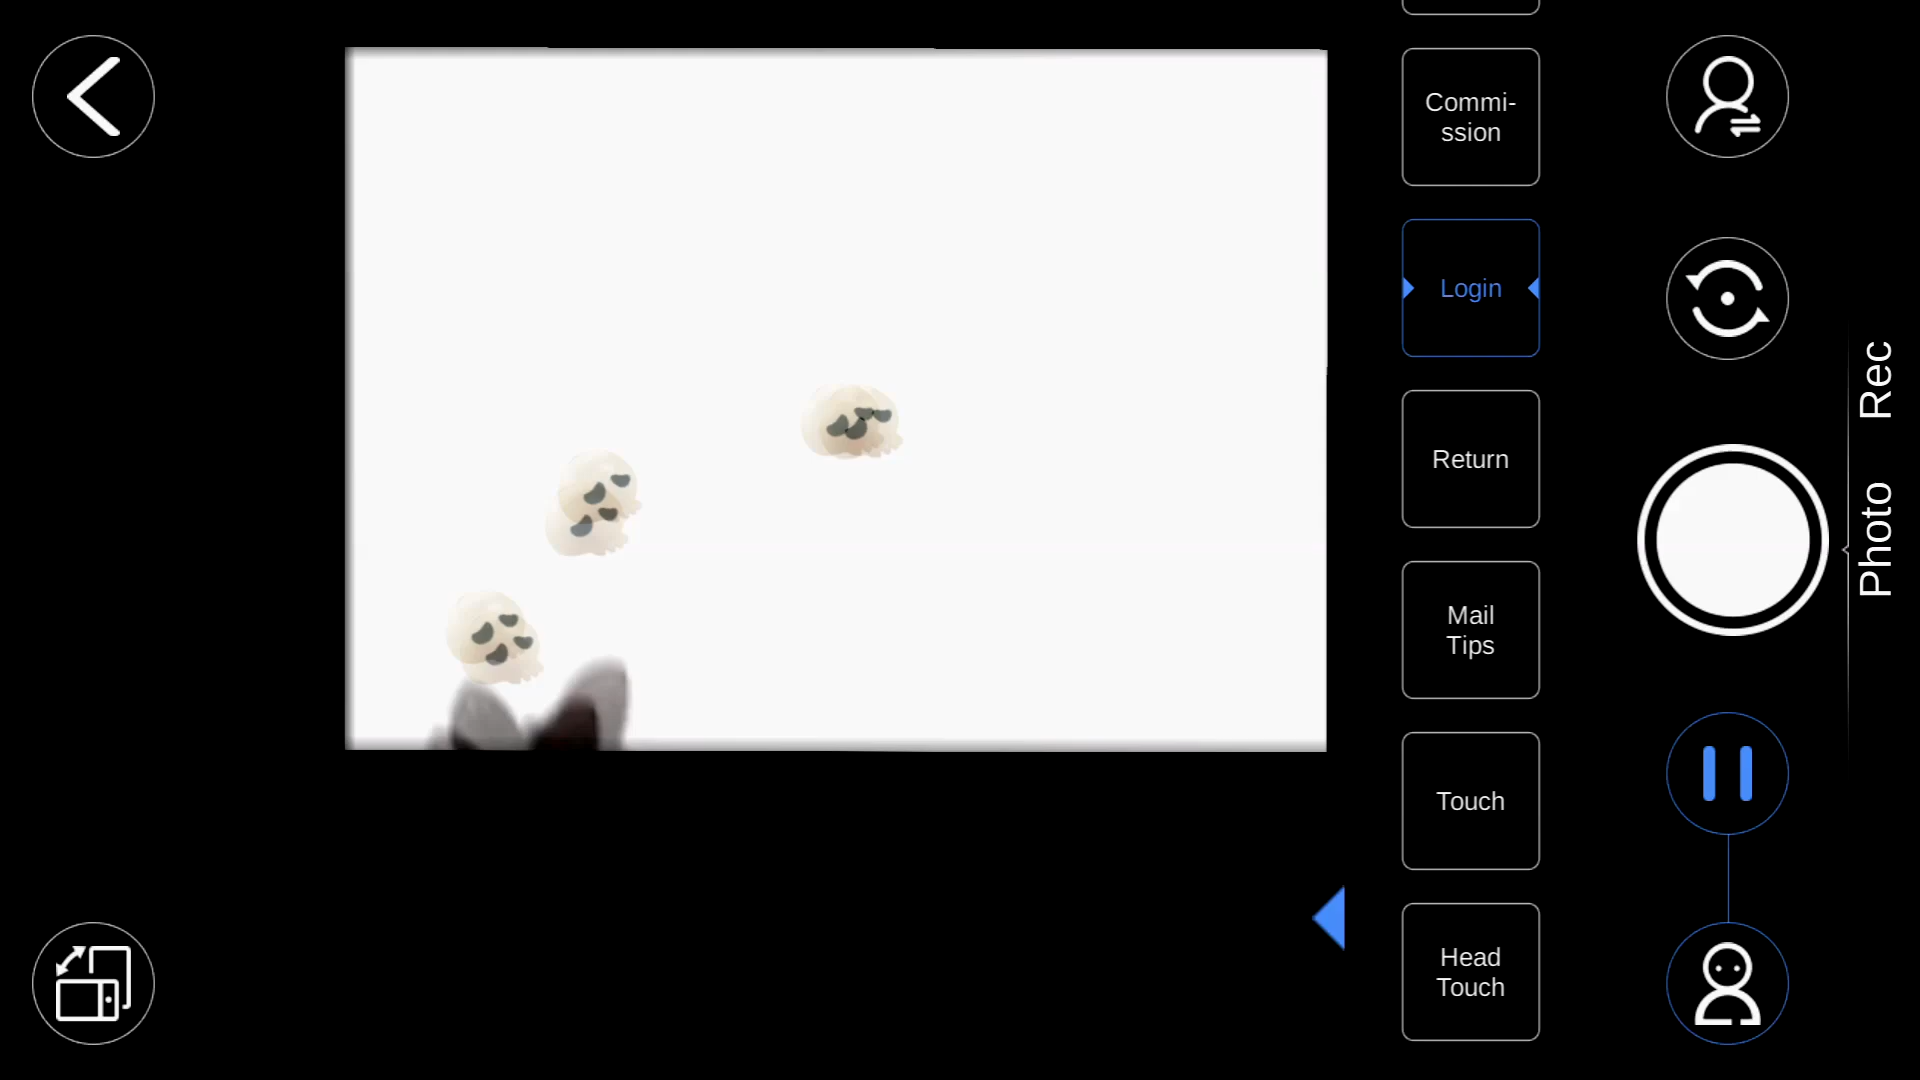 Commi-
ssion
Login
Return
Mail
Tips
Touch
Head
Touch
Rec
Photo